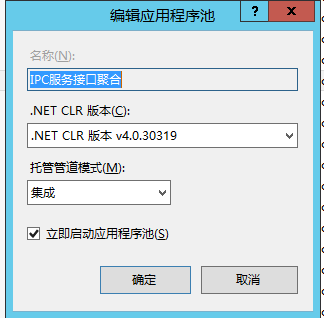 编辑应用程序池
?
名称(N):
IPC服务接口聚合
.NET CLR 版本(C):
.NET CLR 版本 v4.0.30319
托管管道模式(M):
集成
立即启动应用程序池(S)
确定
取消